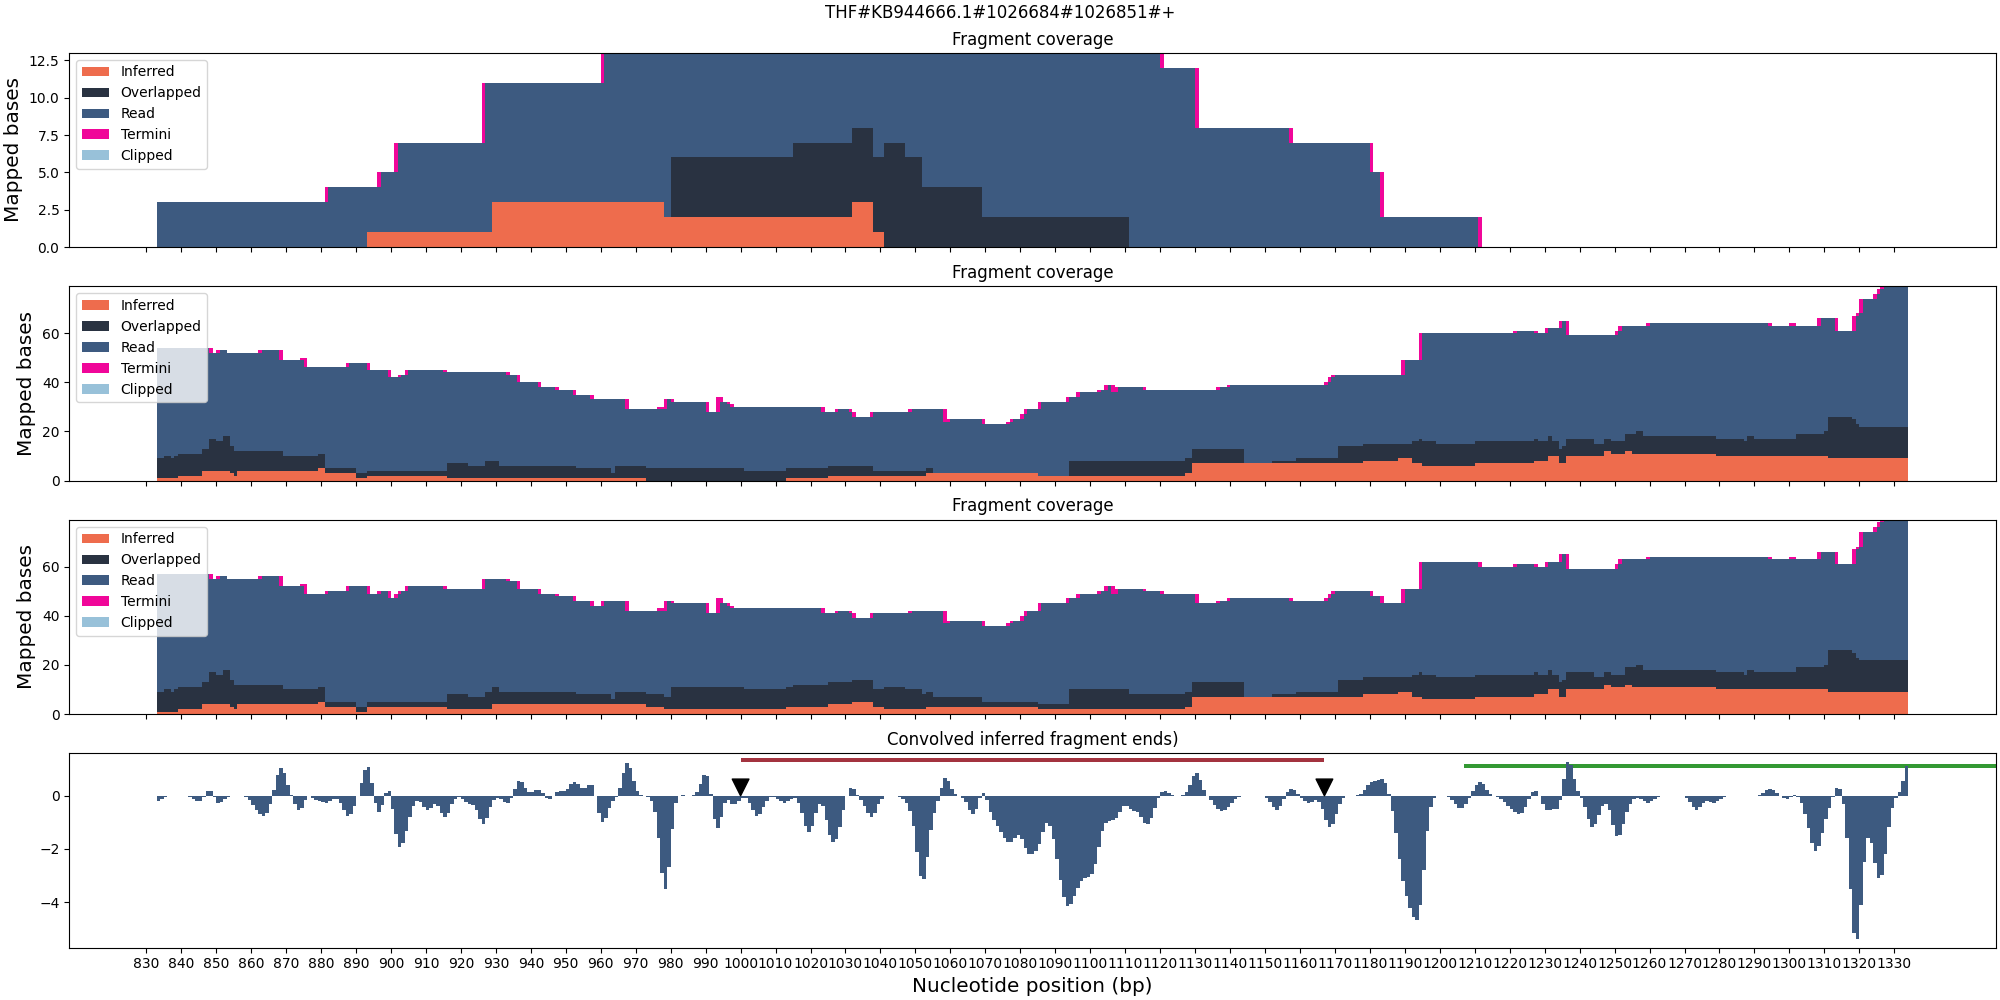 THF#KB944666.1#1026684#1026851#+
Fragment coverage
Mapped bases
12.5
10.0
7.5
5.0
2.5
0.0
Inferred
Overlapped
Read
Termini
Clipped
Fragment coverage
Mapped bases
60
40
20
0
Inferred
Overlapped
Read
Termini
Clipped
Fragment coverage
Mapped bases
60
40
20
0
Inferred
Overlapped
Read
Termini
Clipped
Convolved inferred fragment ends)
0
−2
−4
830 840 850 860 870 880 890 900 910 920 930 940 950 960 970 980 990 1000 1010 1020 1030 1040 1050 1060 1070 1080 1090 1100 1110 1120 1130 1140 1150 1160 1170 1180 1190 1200 1210 1220 1230 1240 1250 1260 1270 1280 1290 1300 1310 1320 1330
Nucleotide position (bp)